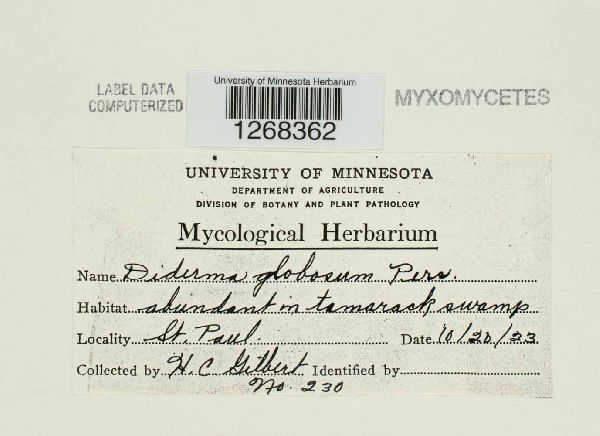 LABEL DATA
COMPUTERIZED
University of Minnesota Herbarium
1268362
MYXOMYCETES
UNIVERSITY OF MINNESOTA
DEPARTMENT OF AGRICULTURE
DIVISION OF BOTANY AND PLANT PATHOLOGY
Mycological Herbarium
Name Diderma globosum Pers.
Habitat abundant in tamarack swamp
Locality St. Paul. Date 10/20/23
Collected by H. C Gilbert Identified by
No. 230